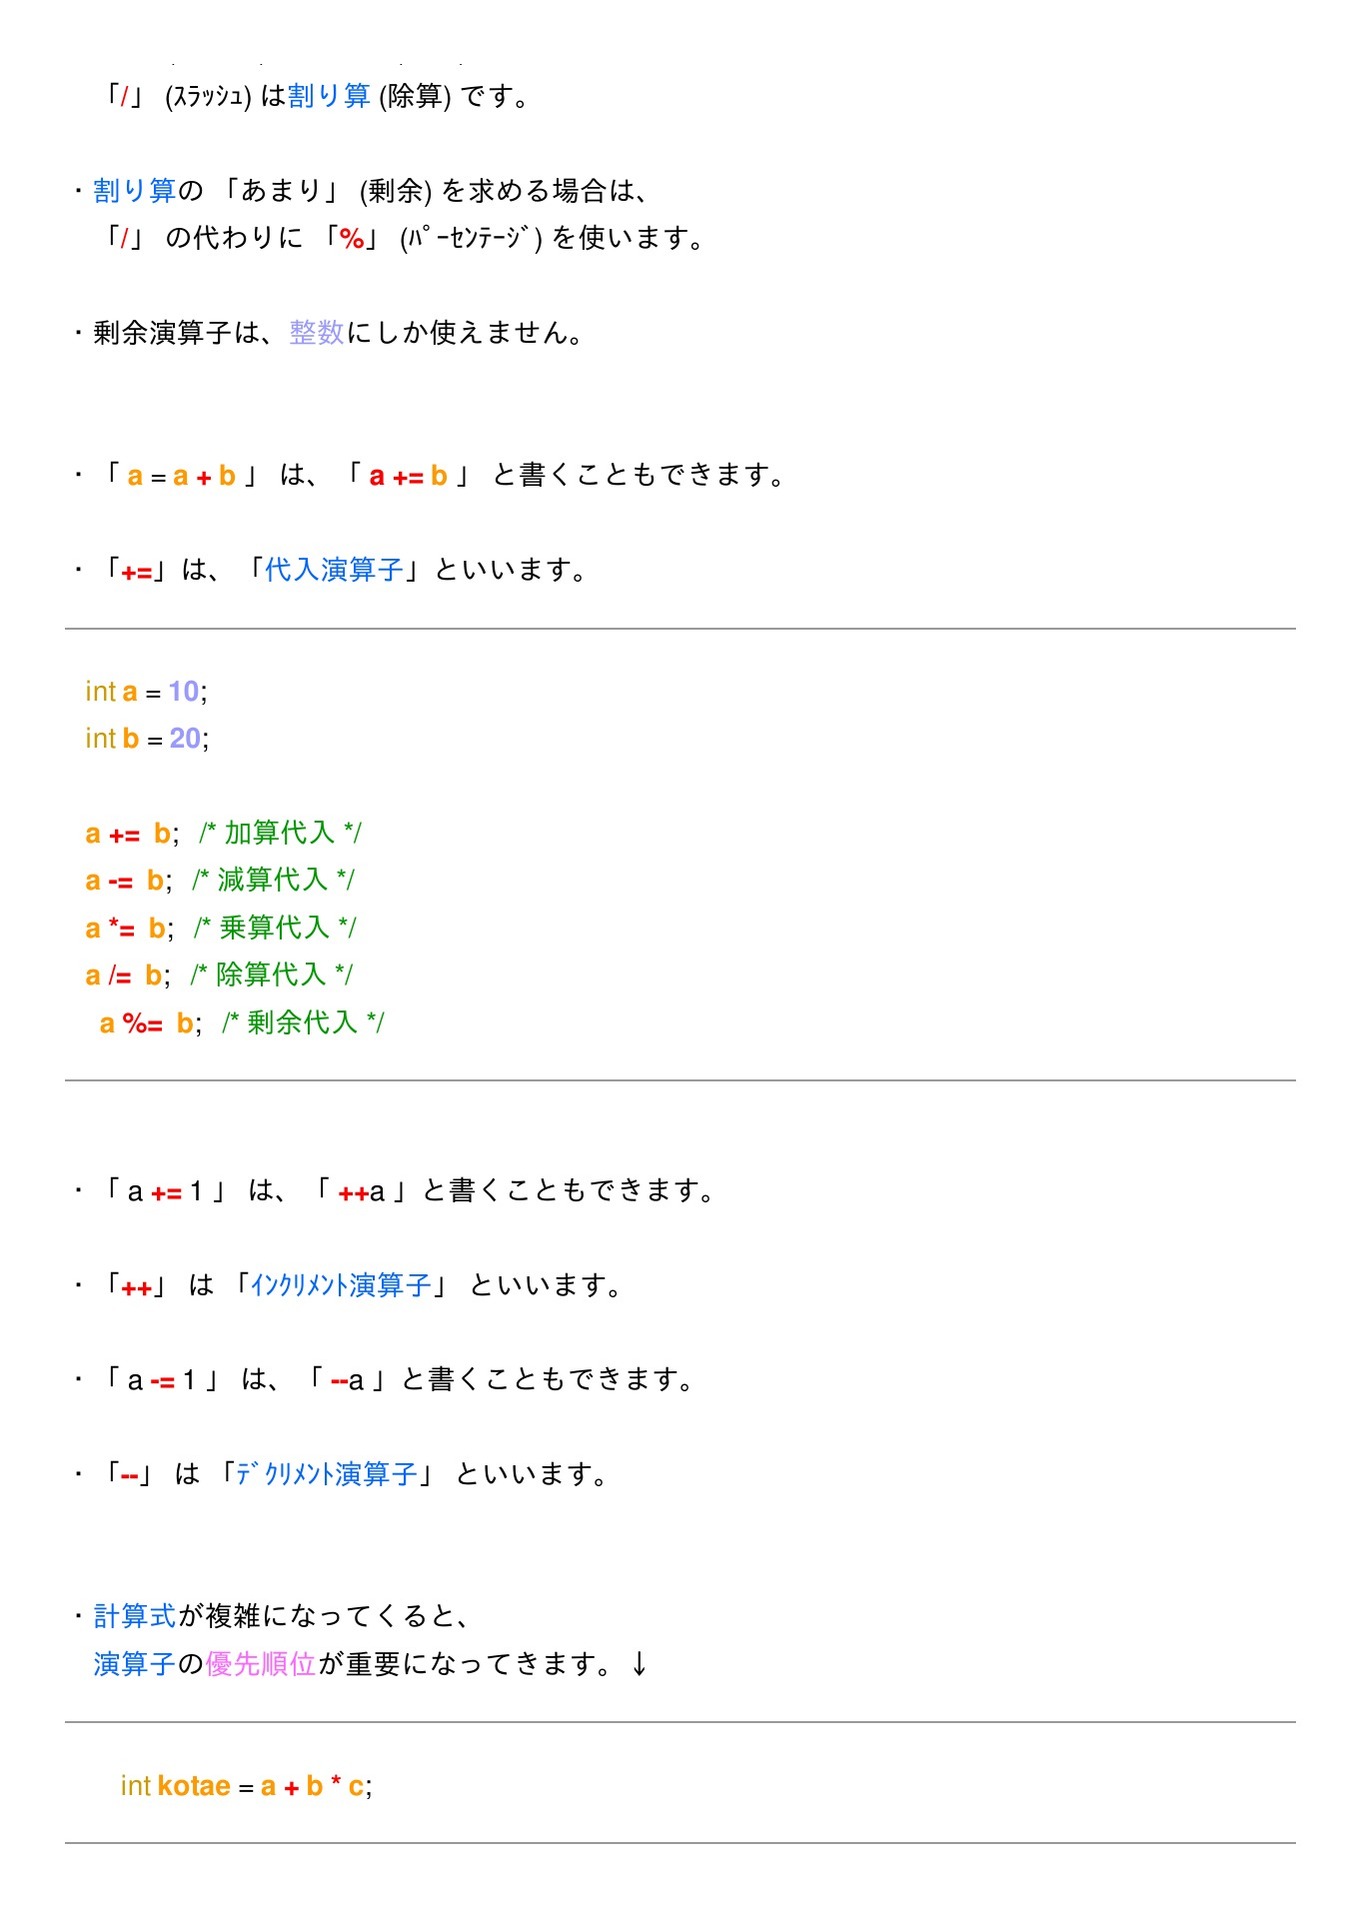 「/」 (ｽﾗｯｼｭ) は割り算 (除算) です。
・割り算の 「あまり」 (剰余) を求める場合は、
「/」 の代わりに 「%」 (ﾊﾟｰｾﾝﾃｰｼﾞ) を使います。
・剰余演算子は、整数にしか使えません。
・「 a = a + b 」 は、「 a += b 」 と書くこともできます。
・「+=」は、「代入演算子」といいます。
int a = 10;
int b = 20;
a += b; /* 加算代入 */
a -= b; /* 減算代入 */
a *= b; /* 乗算代入 */
a /= b; /* 除算代入 */
a %= b; /* 剰余代入 */
・「 a += 1 」 は、「 ++a 」と書くこともできます。
・「++」 は 「ｲﾝｸﾘﾒﾝﾄ演算子」 といいます。
・「 a -= 1 」 は、「 --a 」と書くこともできます。
・「--」 は 「ﾃﾞｸﾘﾒﾝﾄ演算子」 といいます。
・計算式が複雑になってくると、
演算子の優先順位が重要になってきます。↓
int kotae = a + b * c;